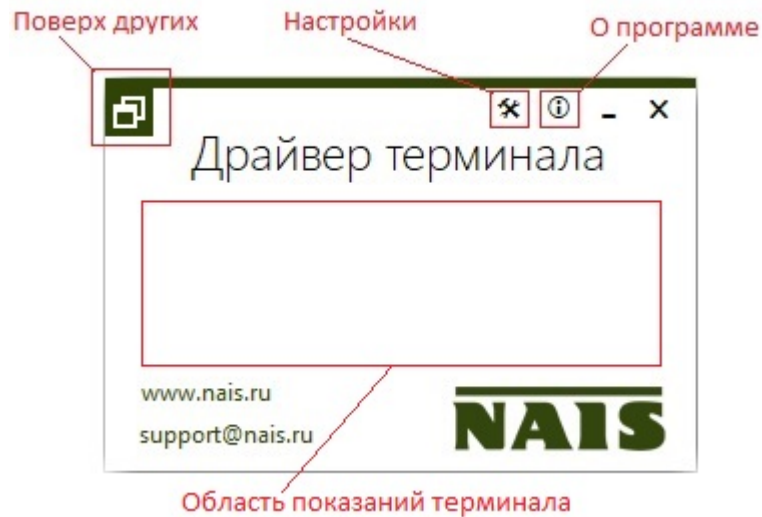 Поверх других
Настройки
О программе
Драйвер терминала
www.nais.ru
support@nais.ru
NAIS
Область показаний терминала